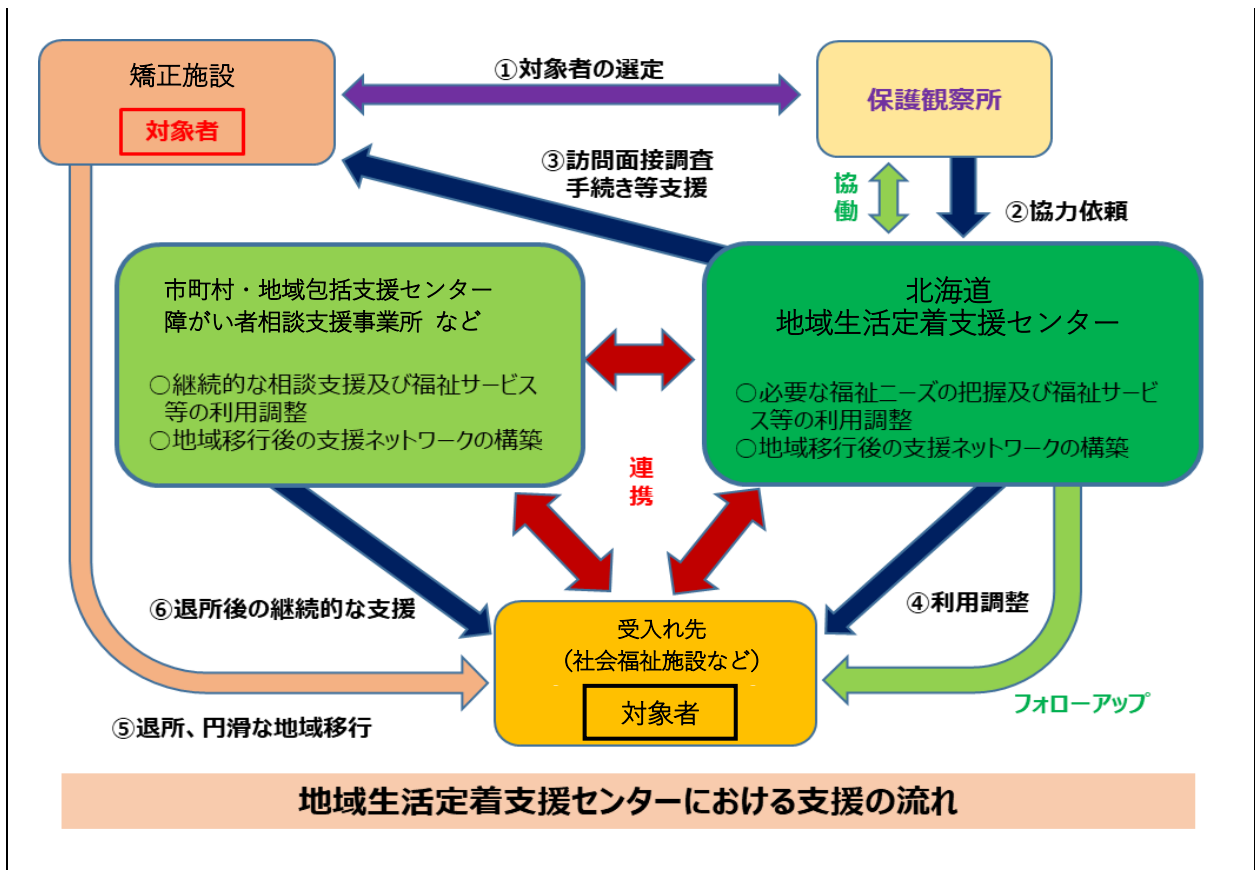 矯正施設
対象者
①対象者の選定
保護観察所
③訪問面接調査
手続き等支援
協
働
②協力依頼
市町村・地域包括支援センター
障がい者相談支援事業所 など
○継続的な相談支援及び福祉サービス
等の利用調整
○地域移行後の支援ネットワークの構築
北海道
地域生活定着支援センター
○必要な福祉ニーズの把握及び福祉サービ
ス等の利用調整
○地域移行後の支援ネットワークの構築
連
携
⑥退所後の継続的な支援
④利用調整
受入れ先
（社会福祉施設など）
対象者
フォローアップ
⑤退所、円滑な地域移行
地域生活定着支援センターにおける支援の流れ